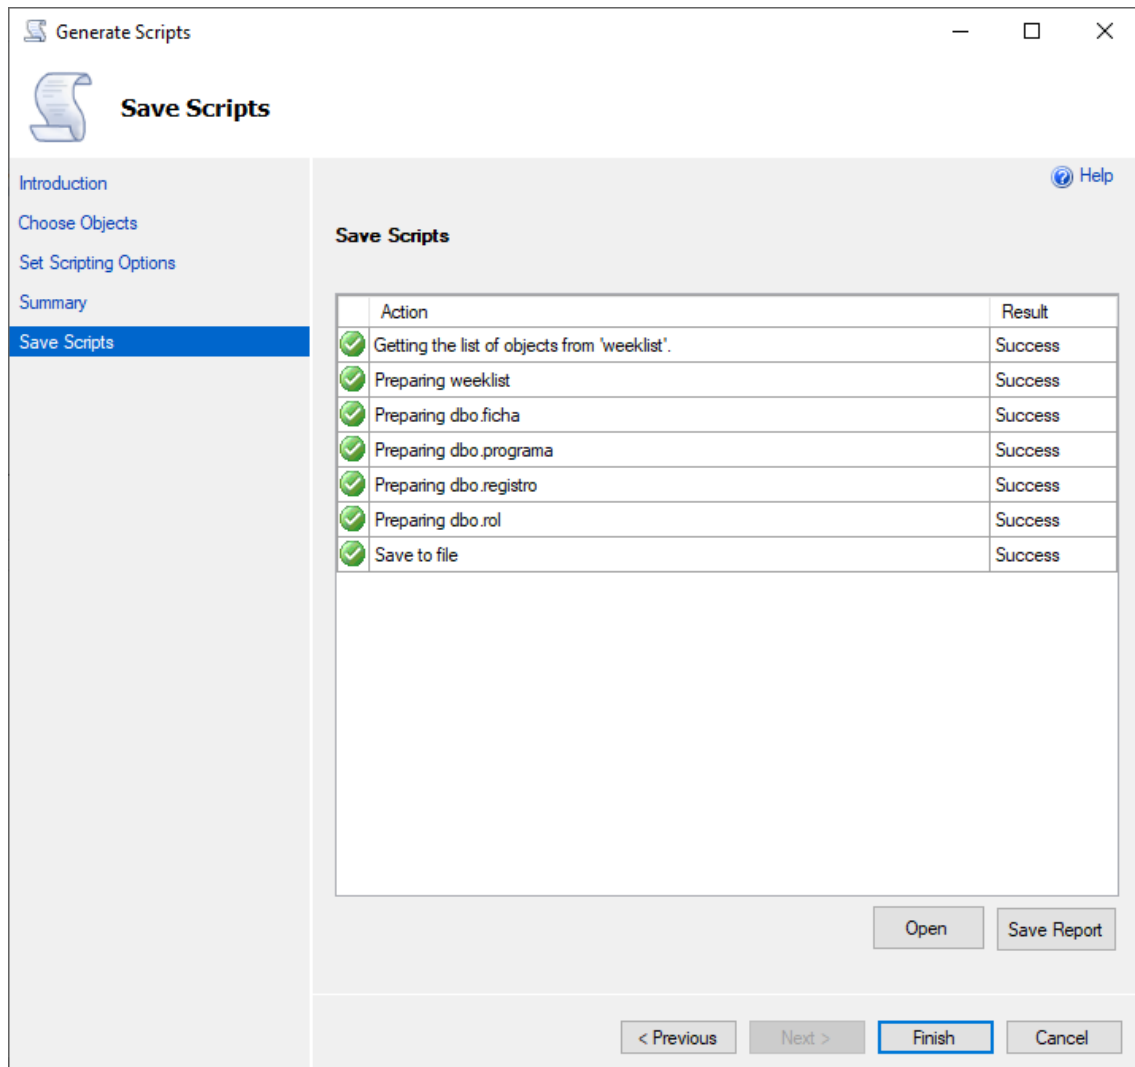 Generate Scripts
Save Scripts
Introduction
Choose Objects
Set Scripting Options
Summary
Save Scripts
Help
Save Scripts
Action Result
Getting the list of objects from 'weeklist'. Success
Preparing weeklist Success
Preparing dbo.ficha Success
Preparing dbo.programa Success
Preparing dbo.registro Success
Preparing dbo.rol Success
Save to file Success
Open Save Report
< Previous Next > Finish Cancel